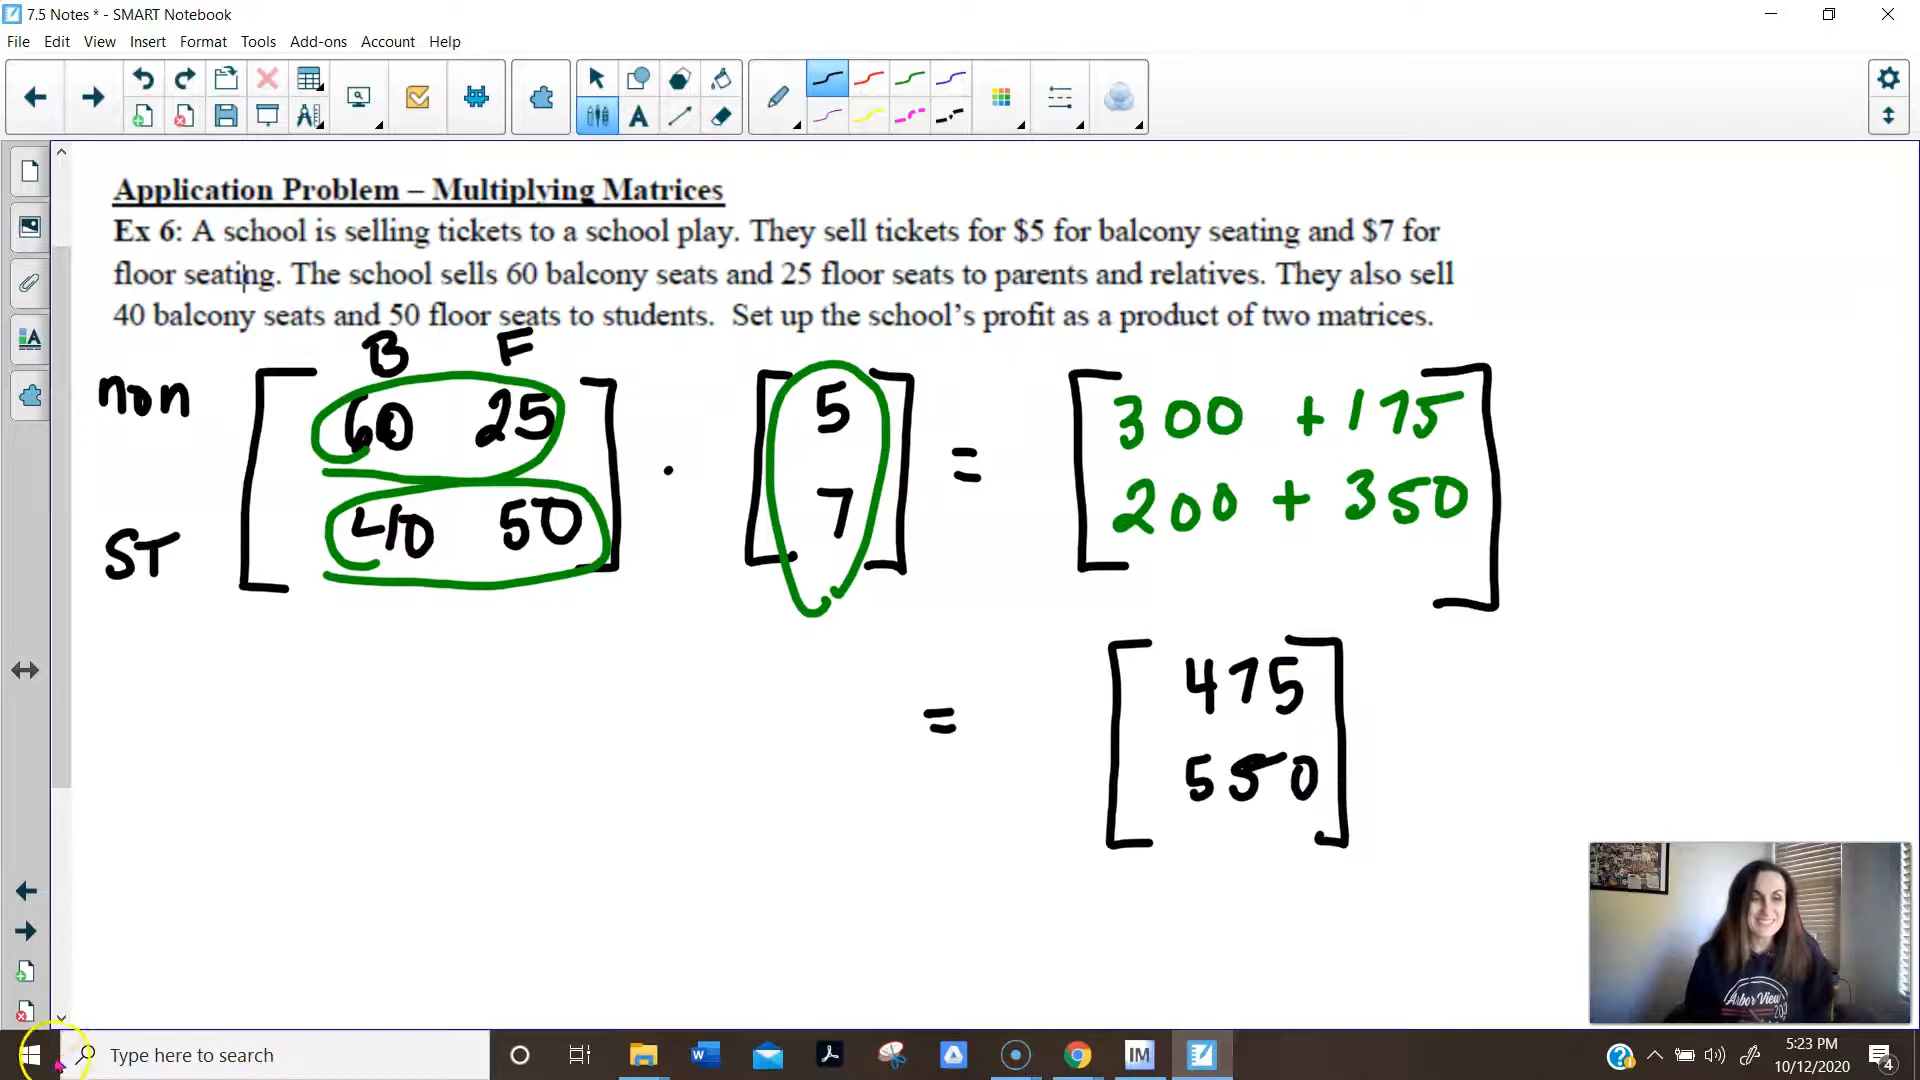 7.5 Notes * - SMART Notebook
File Edit View Insert Format Tools Add-ons Account Help
Application Problem – Multiplying Matrices
Ex 6: A school is selling tickets to a school play. They sell tickets for $5 for balcony seating and $7 for
floor seating. The school sells 60 balcony seats and 25 floor seats to parents and relatives. They also sell
40 balcony seats and 50 floor seats to students. Set up the school's profit as a product of two matrices.
B F
non 60 25 5 300 + 175
· =
ST 40 50 7 200 + 350
= 475
550
Arbor View
Type here to search
W IM
5:23 PM
10/12/2020
4